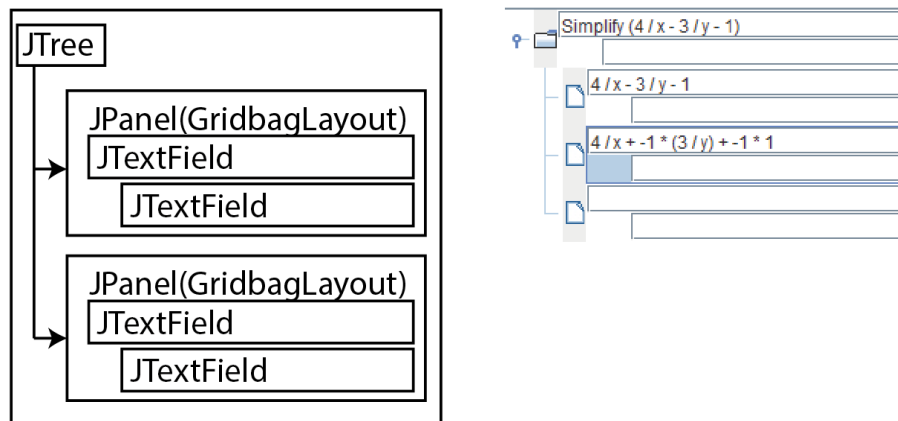 JTree
JPanel(GridbagLayout)
JTextField
JTextField
JPanel(GridbagLayout)
JTextField
JTextField
Simplify (4 / x - 3 / y - 1)
4 / x - 3 / y - 1
4 / x + -1 * (3 / y) + -1 * 1